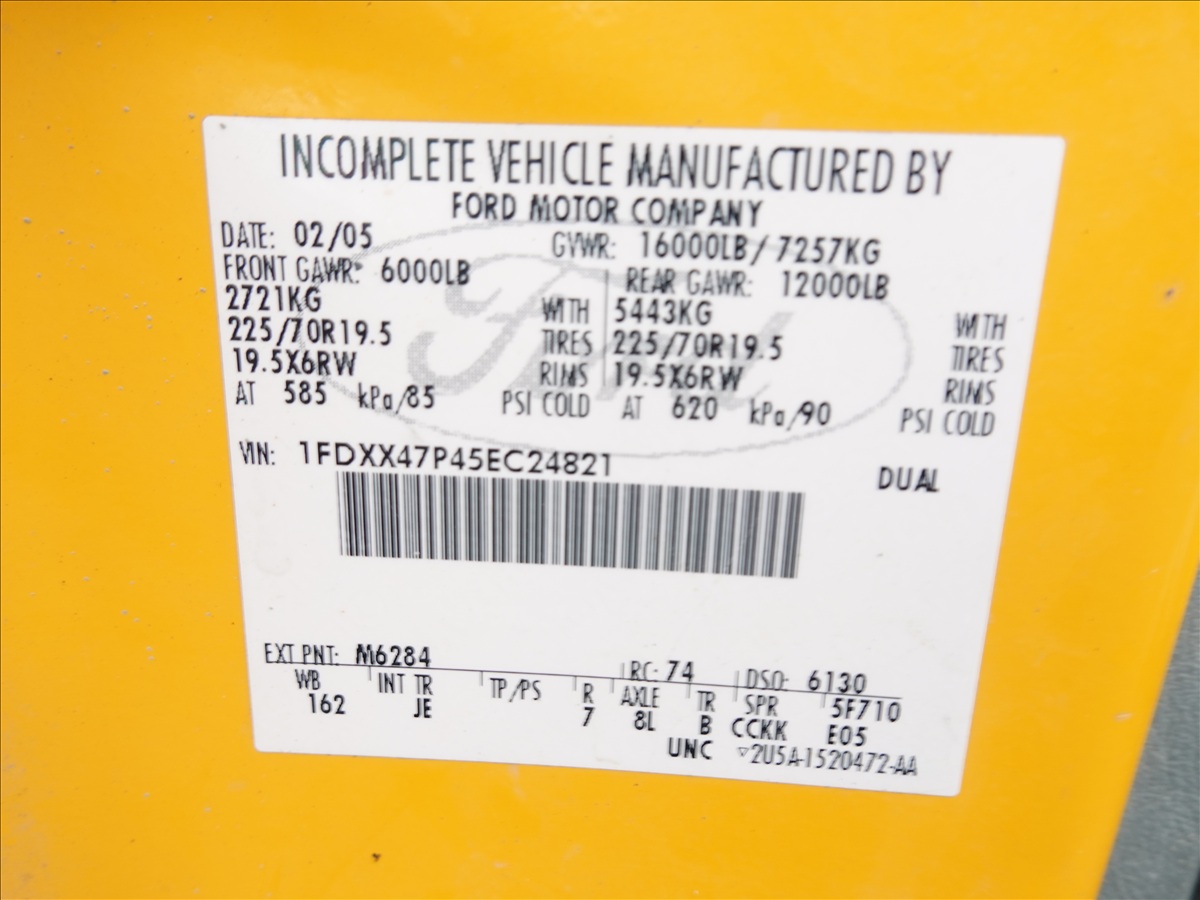 INCOMPLETE VEHICLE MANUFACTURED BY
FORD MOTOR COMPANY
DATE: 02/05 GVWR: 16000LB / 7257KG
FRONT GAWR: 6000LB REAR GAWR: 12000LB
2721KG WITH 5443KG WITH
225/70R19.5 TIRES 225/70R19.5 TIRES
19.5X6RW RIMS 19.5X6RW RIMS
AT 585 kPa/85 PSI COLD AT 620 kPa/90 PSI COLD
VIN: 1FDXX47P45EC24821 DUAL
Ford
EXT PNT: M6284 RC: 74 DSO: 6130
WB INT TR TP/PS R AXLE TR SPR 5F710
162 JE 7 8L B CCKK E05
UNC ▽2U5A-1520472-AA